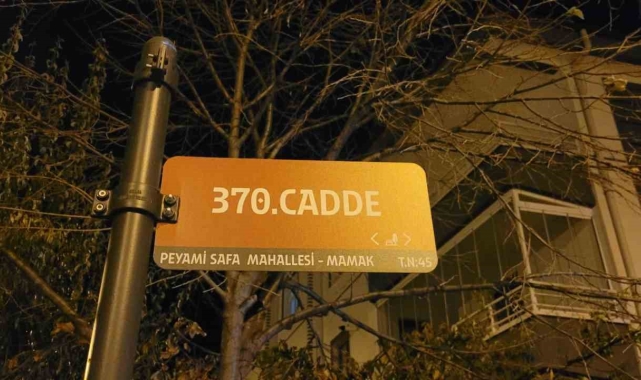 370.CADDE
PEYAMİ SAFA MAHALLESİ - MAMAK T.N:45